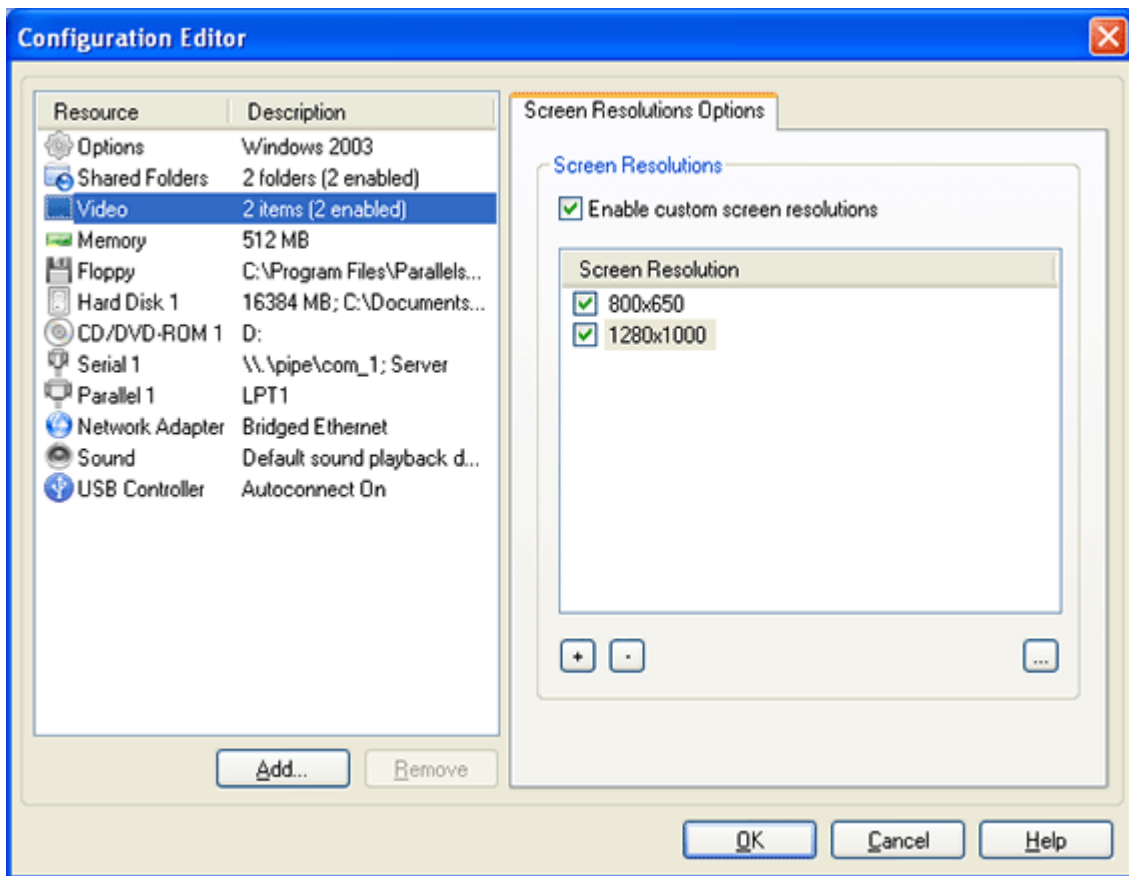 Configuration Editor
Resource Description
Options Windows 2003
Shared Folders 2 folders (2 enabled)
Video 2 items (2 enabled)
Memory 512 MB
Floppy C:\Program Files\Parallels...
Hard Disk 1 16384 MB; C:\Documents...
CD/DVD-ROM 1 D:
Serial 1 \\.\pipe\com_1; Server
Parallel 1 LPT1
Network Adapter Bridged Ethernet
Sound Default sound playback d...
USB Controller Autoconnect On
Add...
Remove
Screen Resolutions Options
Screen Resolutions
Enable custom screen resolutions
Screen Resolution
800x650
1280x1000
+ - ...
OK Cancel Help